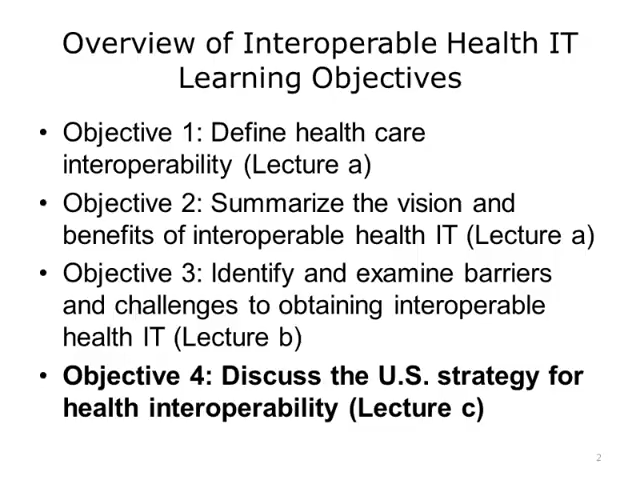 Overview of Interoperable Health IT
Learning Objectives
• Objective 1: Define health care
interoperability (Lecture a)
• Objective 2: Summarize the vision and
benefits of interoperable health IT (Lecture a)
• Objective 3: Identify and examine barriers
and challenges to obtaining interoperable
health IT (Lecture b)
• Objective 4: Discuss the U.S. strategy for
health interoperability (Lecture c)
2